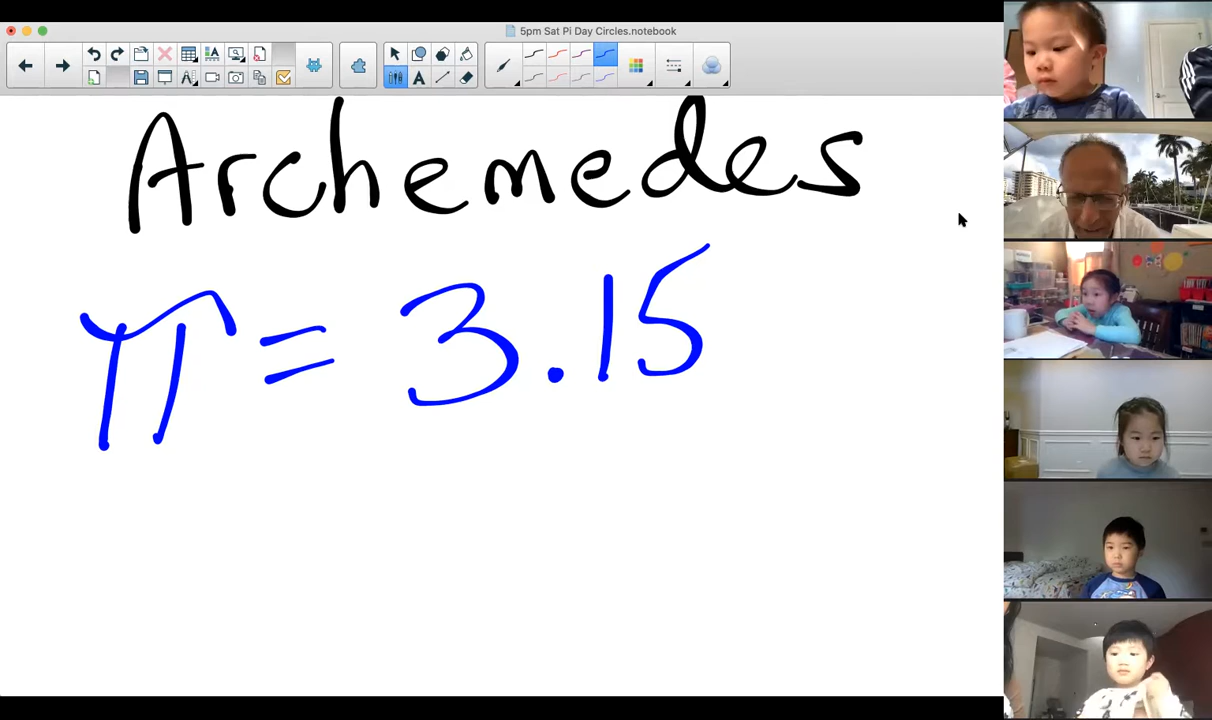 5pm Sat Pi Day Circles.notebook
Archemedes
π = 3.15